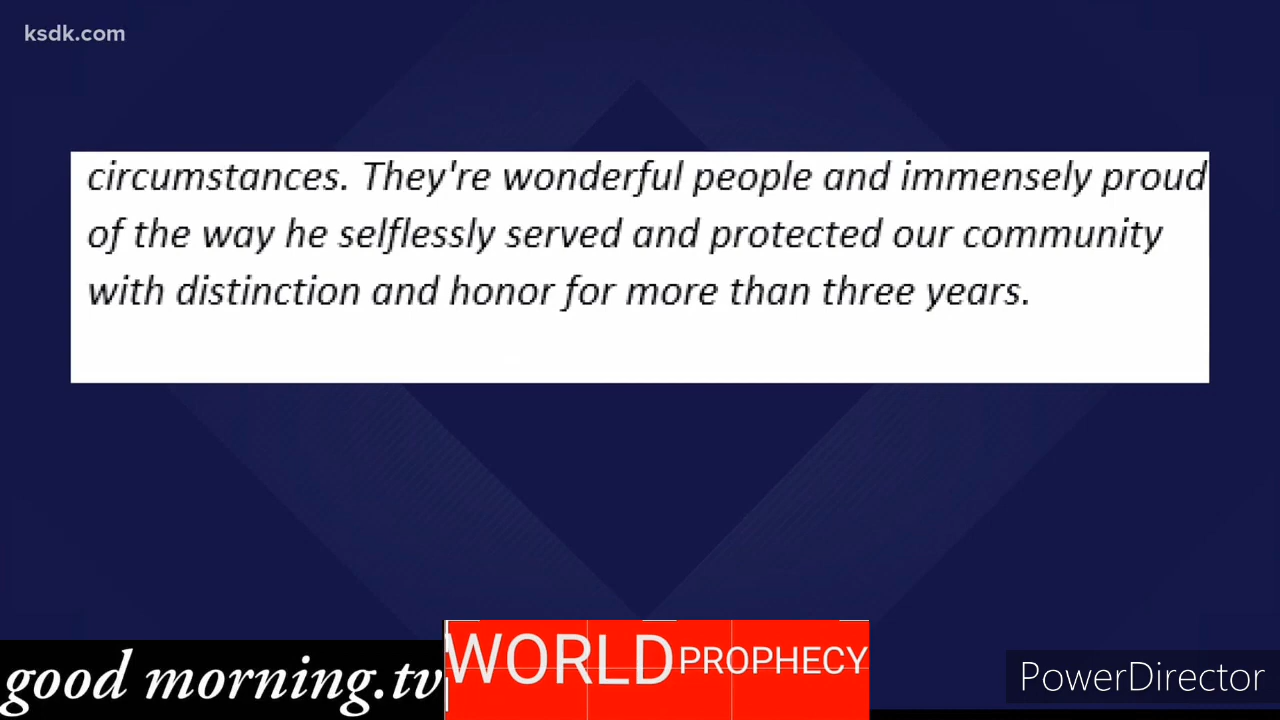 ksdk.com
circumstances. They're wonderful people and immensely proud
of the way he selflessly served and protected our community
with distinction and honor for more than three years.
good morning.tv
WORLD PROPHECY
PowerDirector